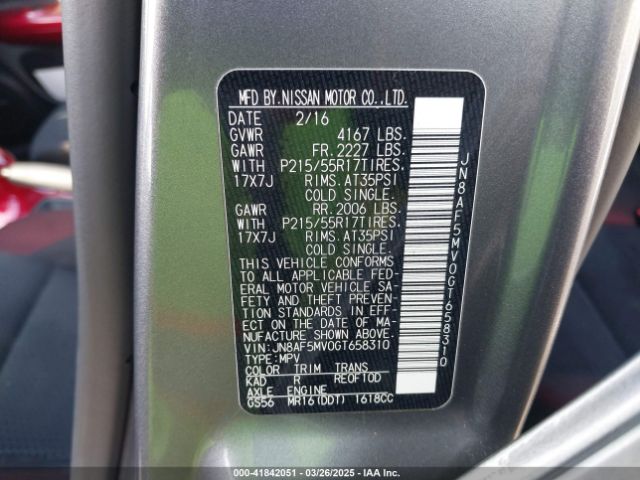 MFD BY.NISSAN MOTOR CO.,LTD.
DATE 2/16
GVWR 4167 LBS.
GAWR FR.2227 LBS.
WITH P215/55R17TIRES.
17X7J RIMS.AT35PSI
COLD SINGLE.
GAWR RR.2006 LBS.
WITH P215/55R17TIRES.
17X7J RIMS.AT35PSI
COLD SINGLE.
THIS VEHICLE CONFORMS
TO ALL APPLICABLE FED-
ERAL MOTOR VEHICLE SA-
FETY AND THEFT PREVEN-
TION STANDARDS IN EFF-
ECT ON THE DATE OF MA-
NUFACTURE SHOWN ABOVE.
VIN:JN8AF5MV0GT658310
TYPE:MPV
COLOR TRIM TRANS
KAD R RE0FT0D
AXLE ENGINE
GS56 MR16(DDT) 1618CC
JN8AF5MV0GT658310
000-41842051 — 03/26/2025 — IAA Inc.